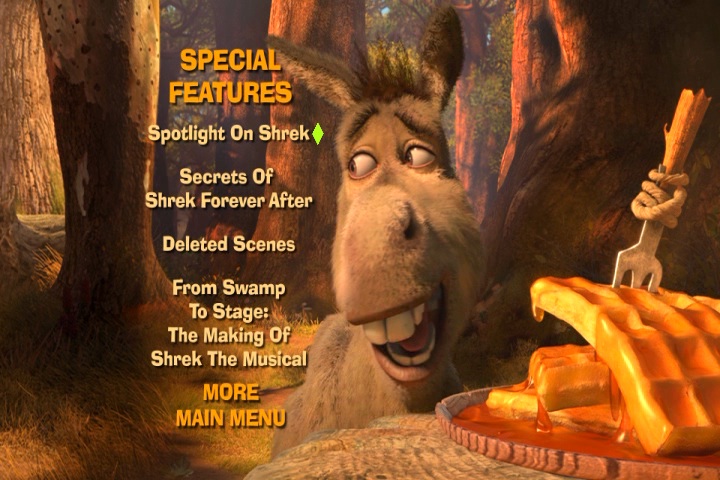 SPECIAL
FEATURES
Spotlight On Shrek
Secrets Of
Shrek Forever After
Deleted Scenes
From Swamp
To Stage:
The Making Of
Shrek The Musical
MORE
MAIN MENU